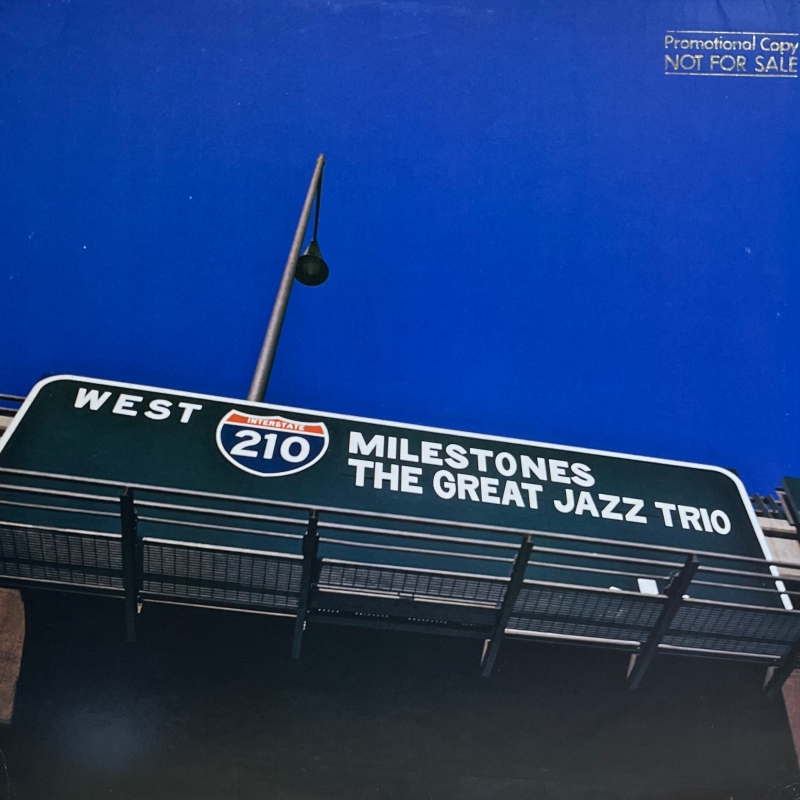 Promotional Copy
NOT FOR SALE
WEST
INTERSTATE
210
MILESTONES
THE GREAT JAZZ TRIO